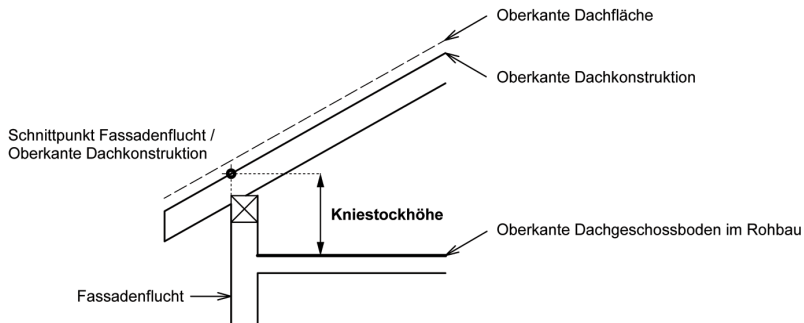 Oberkante Dachfläche
Oberkante Dachkonstruktion
Schnittpunkt Fassadenflucht /
Oberkante Dachkonstruktion
Kniestockhöhe
Oberkante Dachgeschossboden im Rohbau
Fassadenflucht